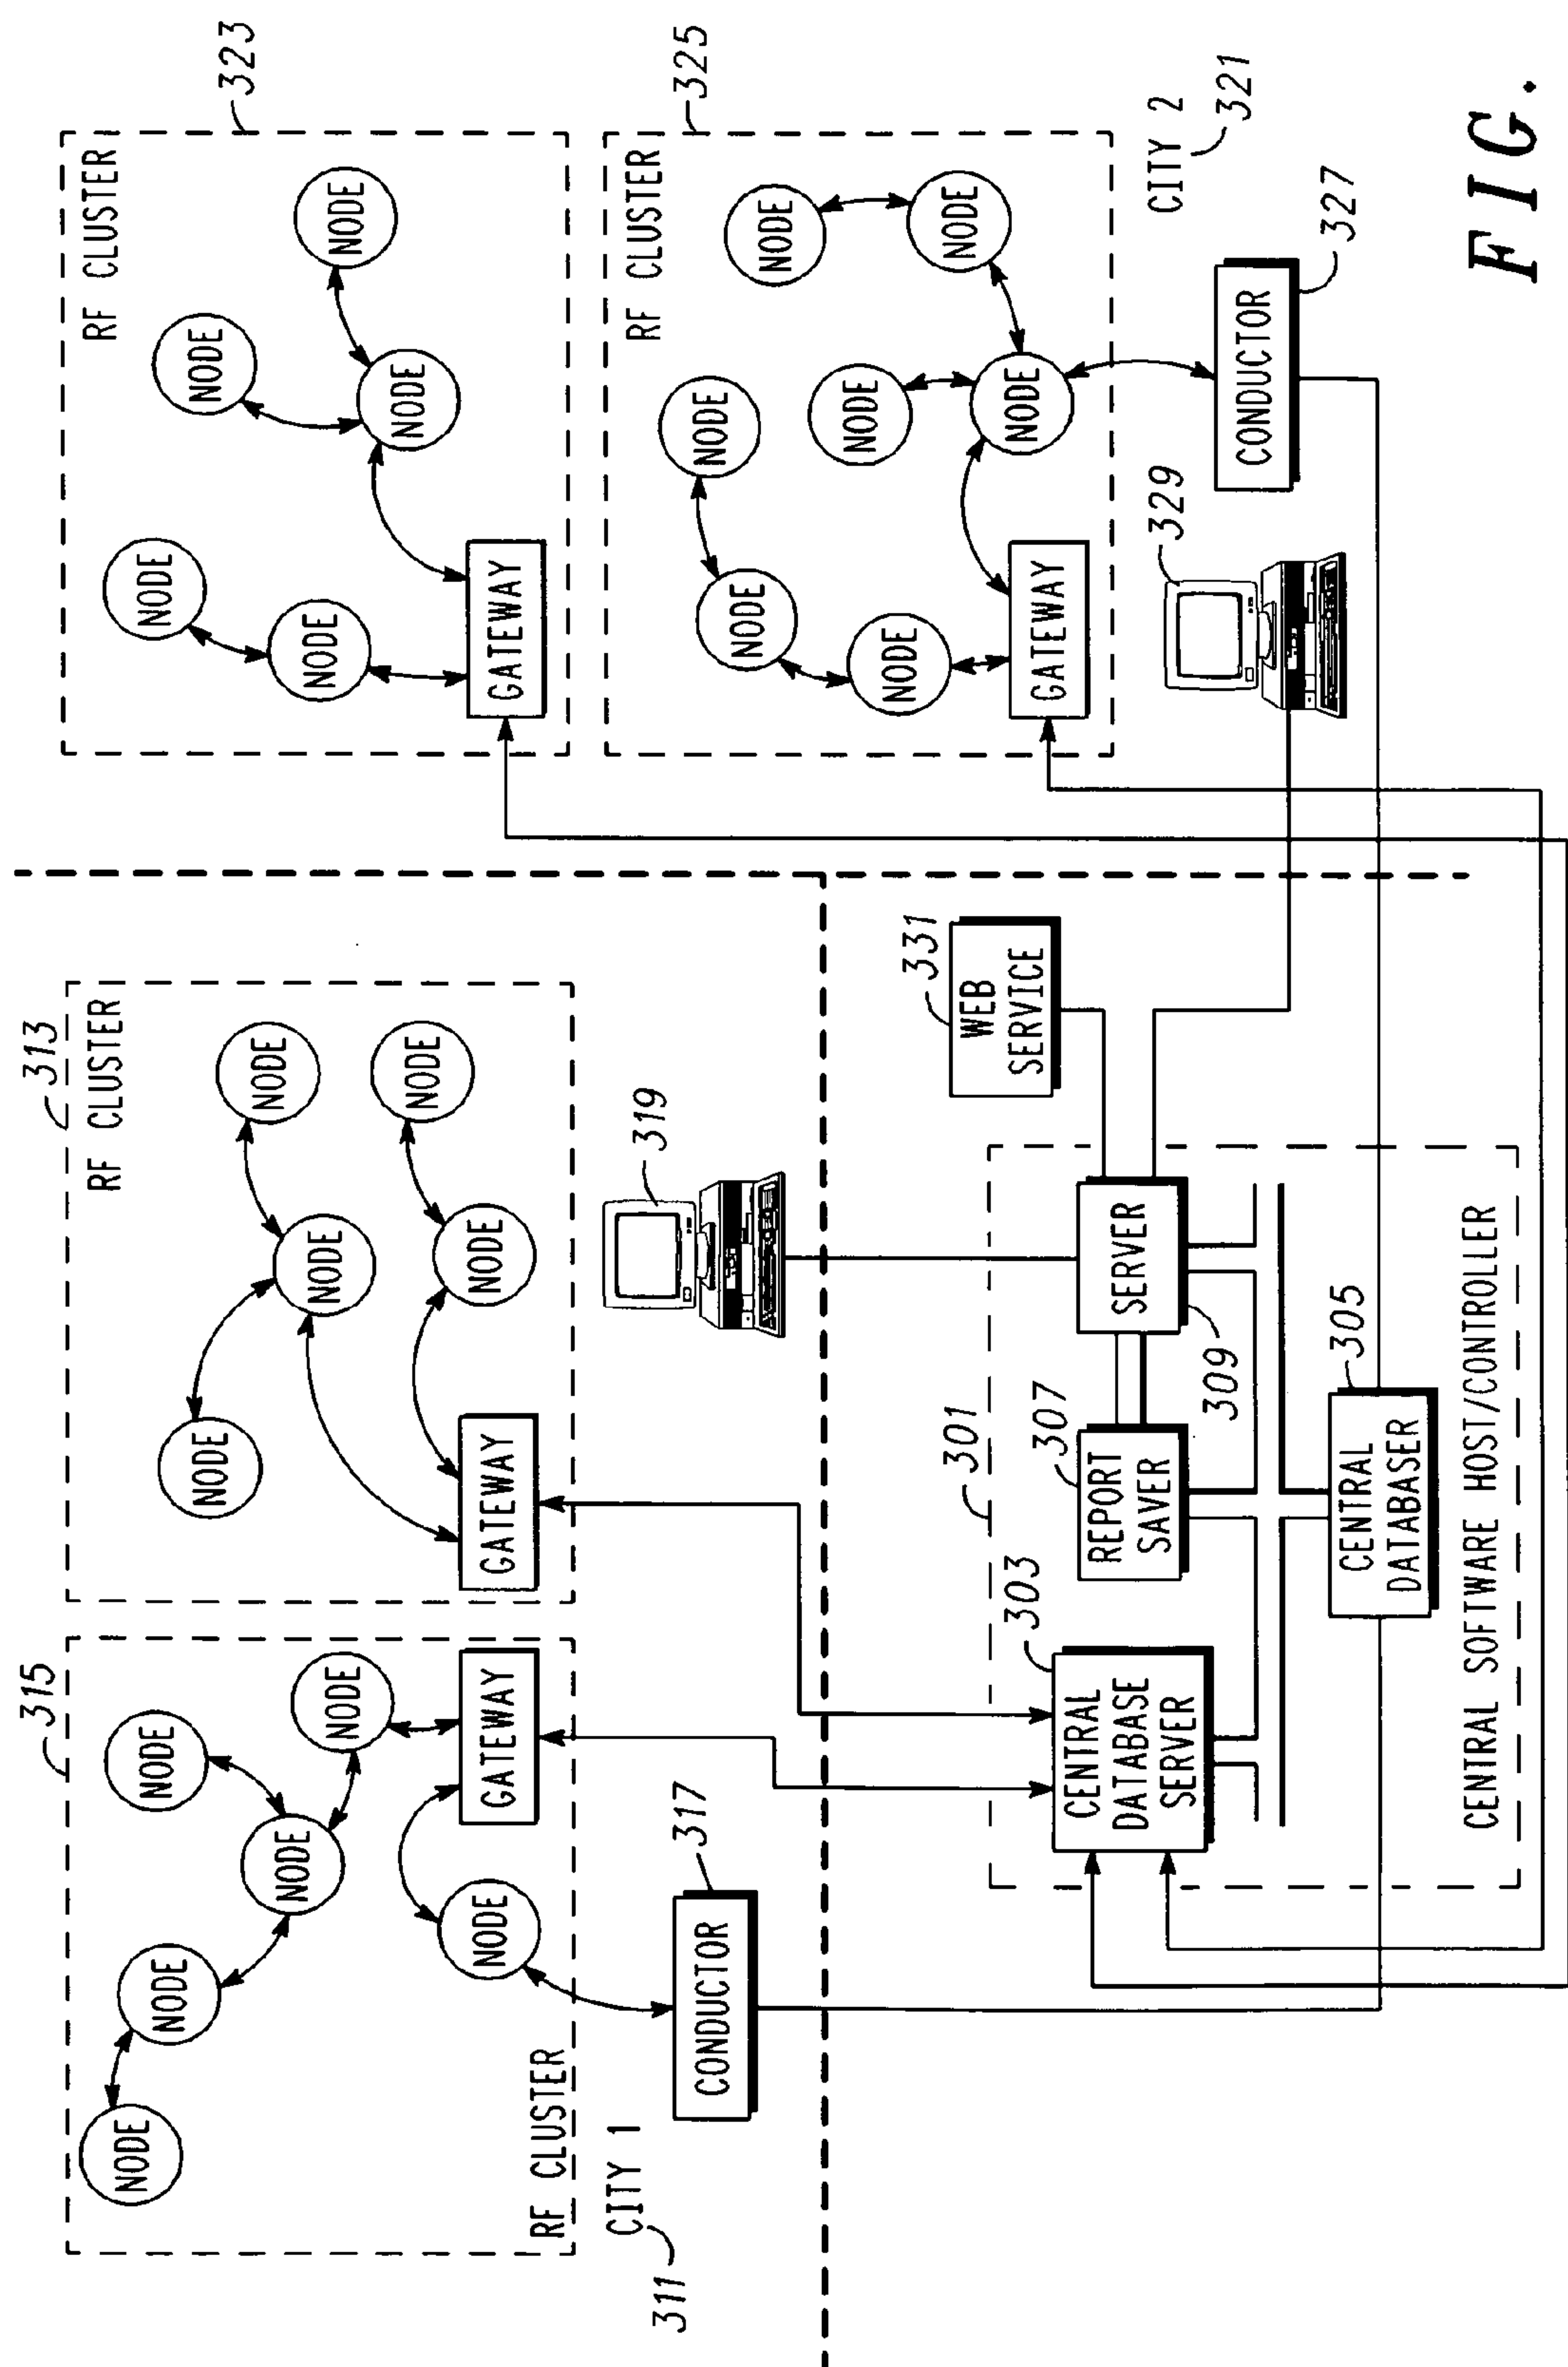 315
NODE
NODE
NODE
NODE
NODE
NODE
GATEWAY
RF CLUSTER
CITY 1
311
CONDUCTOR
317
313
RF CLUSTER
NODE
NODE
NODE
NODE
NODE
GATEWAY
319
323
RF CLUSTER
NODE
NODE
NODE
NODE
NODE
GATEWAY
325
RF CLUSTER
NODE
NODE
NODE
NODE
NODE
NODE
NODE
GATEWAY
CITY 2
321
CONDUCTOR
327
329
331
WEB
SERVICE
301
303
CENTRAL
DATABASE
SERVER
307
REPORT
SAVER
SERVER
309
305
CENTRAL
DATABASER
CENTRAL SOFTWARE HOST/CONTROLLER
FIG.